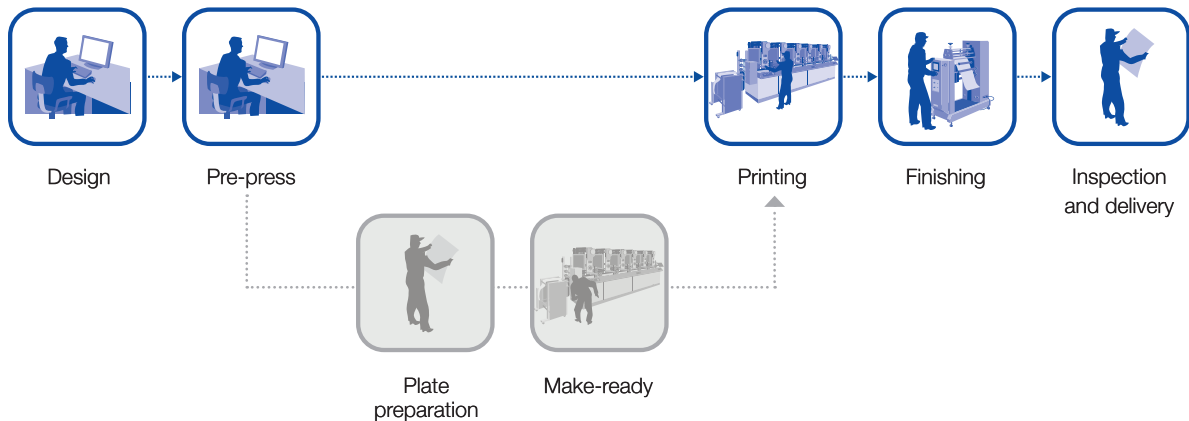 Design
Pre-press
Printing
Finishing
Inspection
and delivery
Plate
preparation
Make-ready